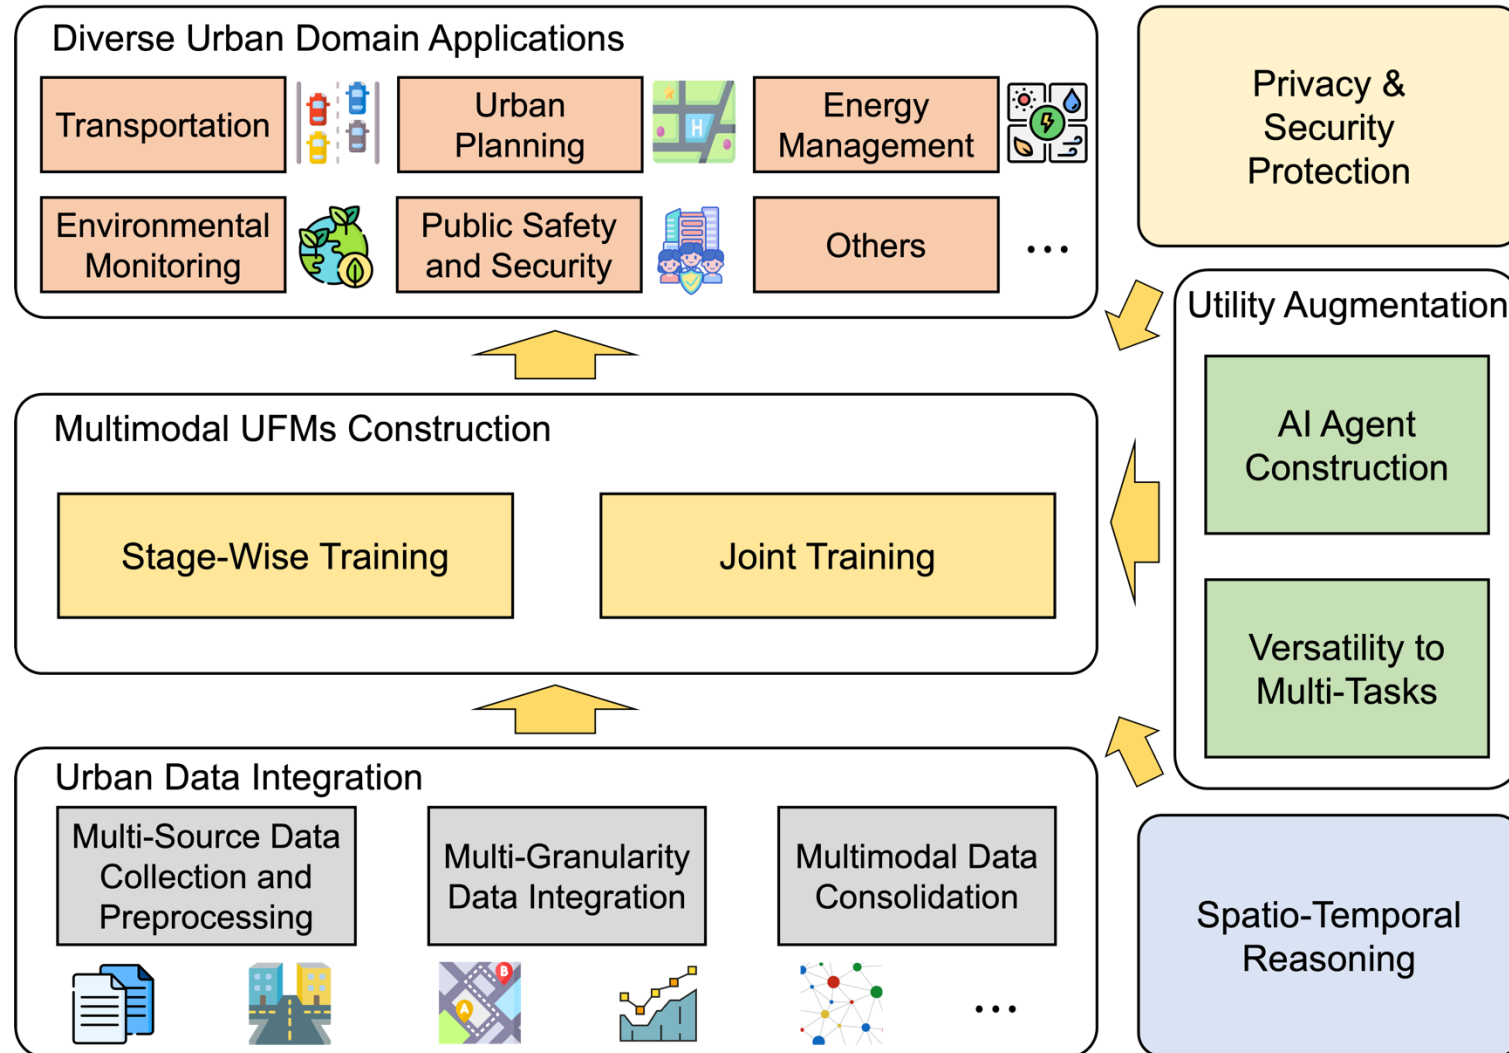 Diverse Urban Domain Applications
Transportation
Urban
Planning
H
Energy
Management
Environmental
Monitoring
Public Safety
and Security
Others
...
Privacy &
Security
Protection
Multimodal UFMs Construction
Stage-Wise Training
Joint Training
Utility Augmentation
AI Agent
Construction
Versatility to
Multi-Tasks
Urban Data Integration
Multi-Source Data
Collection and
Preprocessing
Multi-Granularity
Data Integration
Multimodal Data
Consolidation
A
B
...
Spatio-Temporal
Reasoning